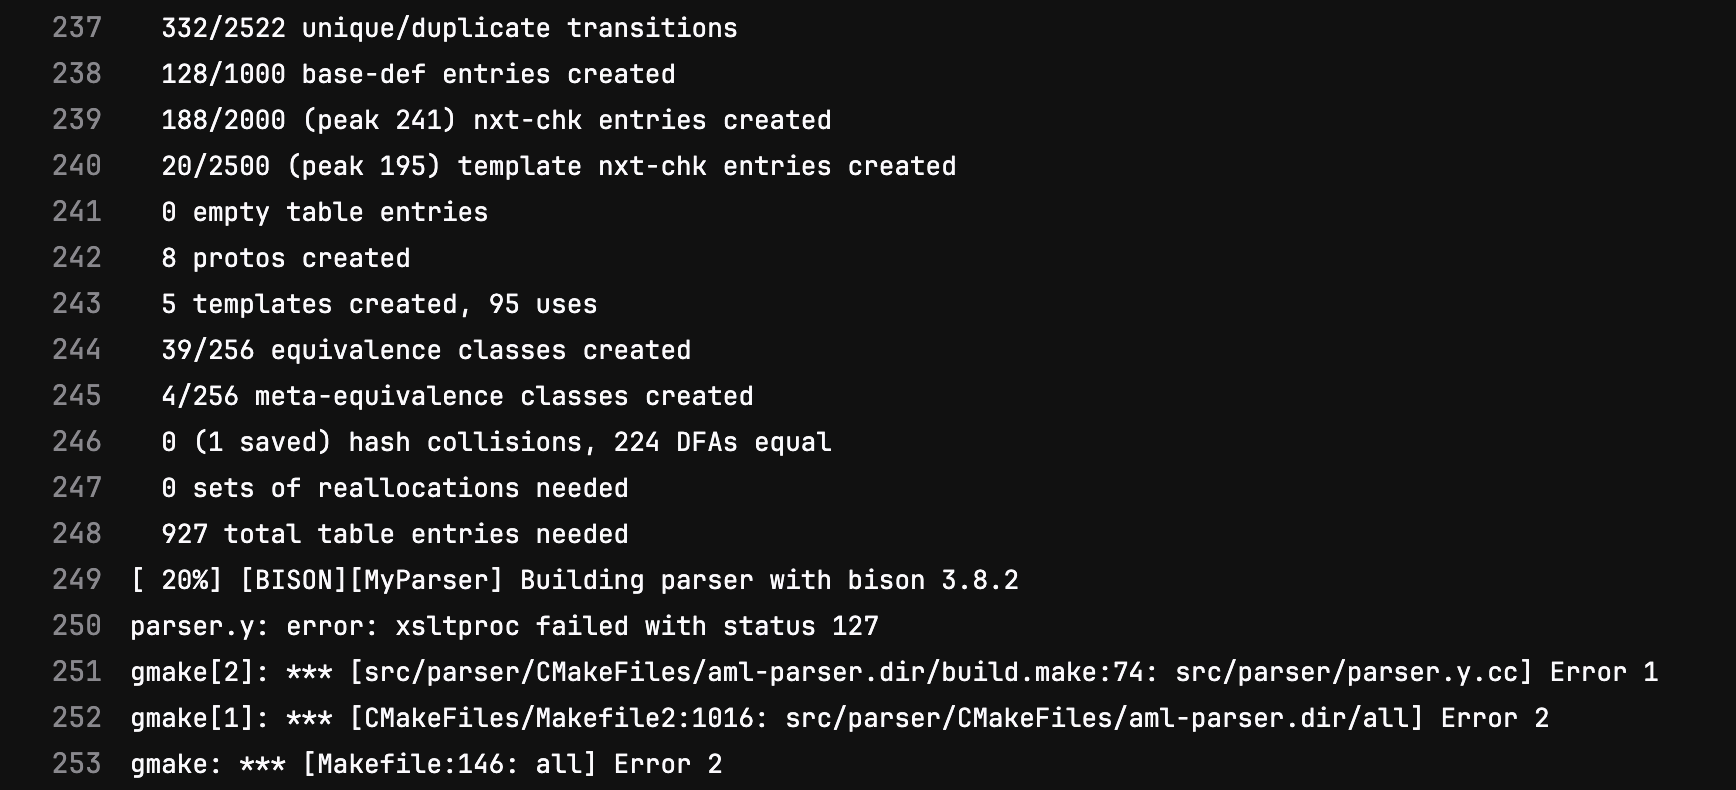 237 332/2522 unique/duplicate transitions
238 128/1000 base-def entries created
239 188/2000 (peak 241) nxt-chk entries created
240 20/2500 (peak 195) template nxt-chk entries created
241 0 empty table entries
242 8 protos created
243 5 templates created, 95 uses
244 39/256 equivalence classes created
245 4/256 meta-equivalence classes created
246 0 (1 saved) hash collisions, 224 DFAs equal
247 0 sets of reallocations needed
248 927 total table entries needed
249 [ 20%] [BISON][MyParser] Building parser with bison 3.8.2
250 parser.y: error: xsltproc failed with status 127
251 gmake[2]: *** [src/parser/CMakeFiles/aml-parser.dir/build.make:74: src/parser/parser.y.cc] Error 1
252 gmake[1]: *** [CMakeFiles/Makefile2:1016: src/parser/CMakeFiles/aml-parser.dir/all] Error 2
253 gmake: *** [Makefile:146: all] Error 2